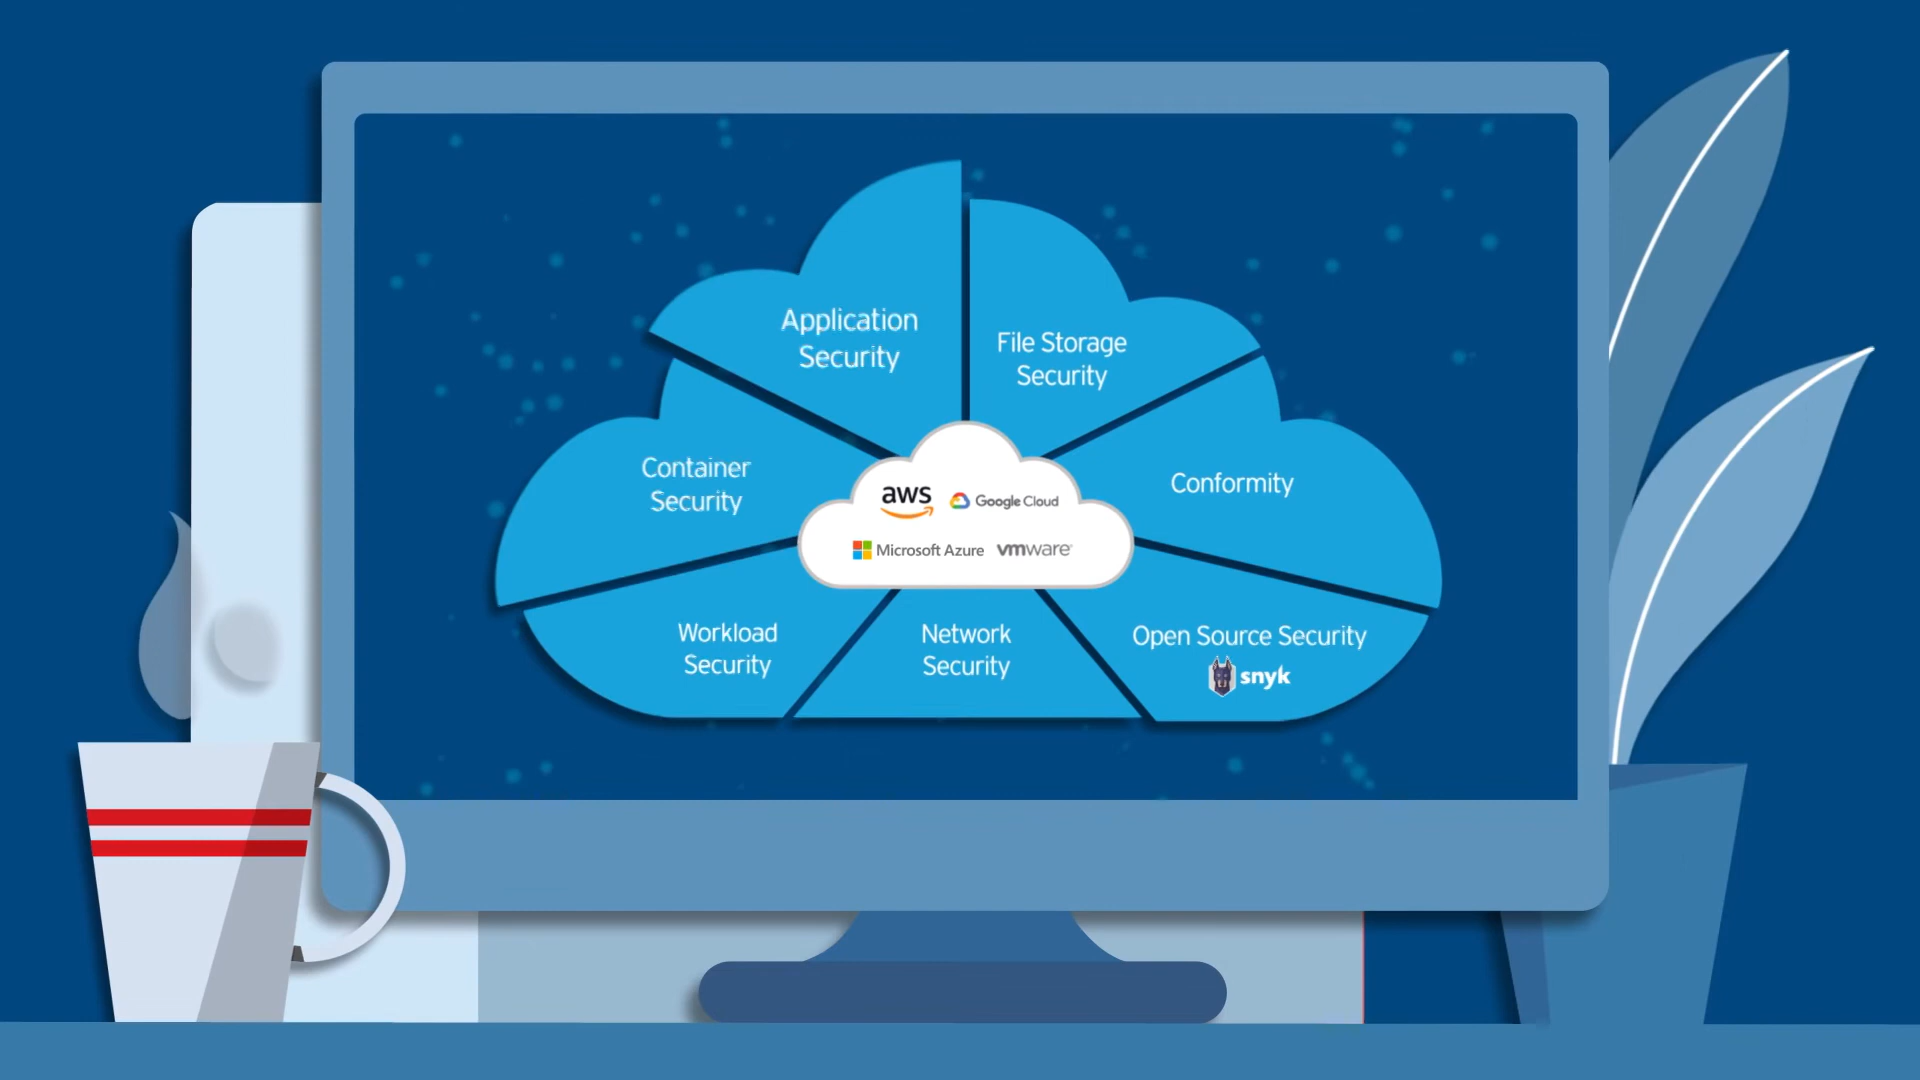 Application
Security
File Storage
Security
Container
Security
Conformity
aws
Google Cloud
Microsoft Azure
vmware®
Workload
Security
Network
Security
Open Source Security
snyk